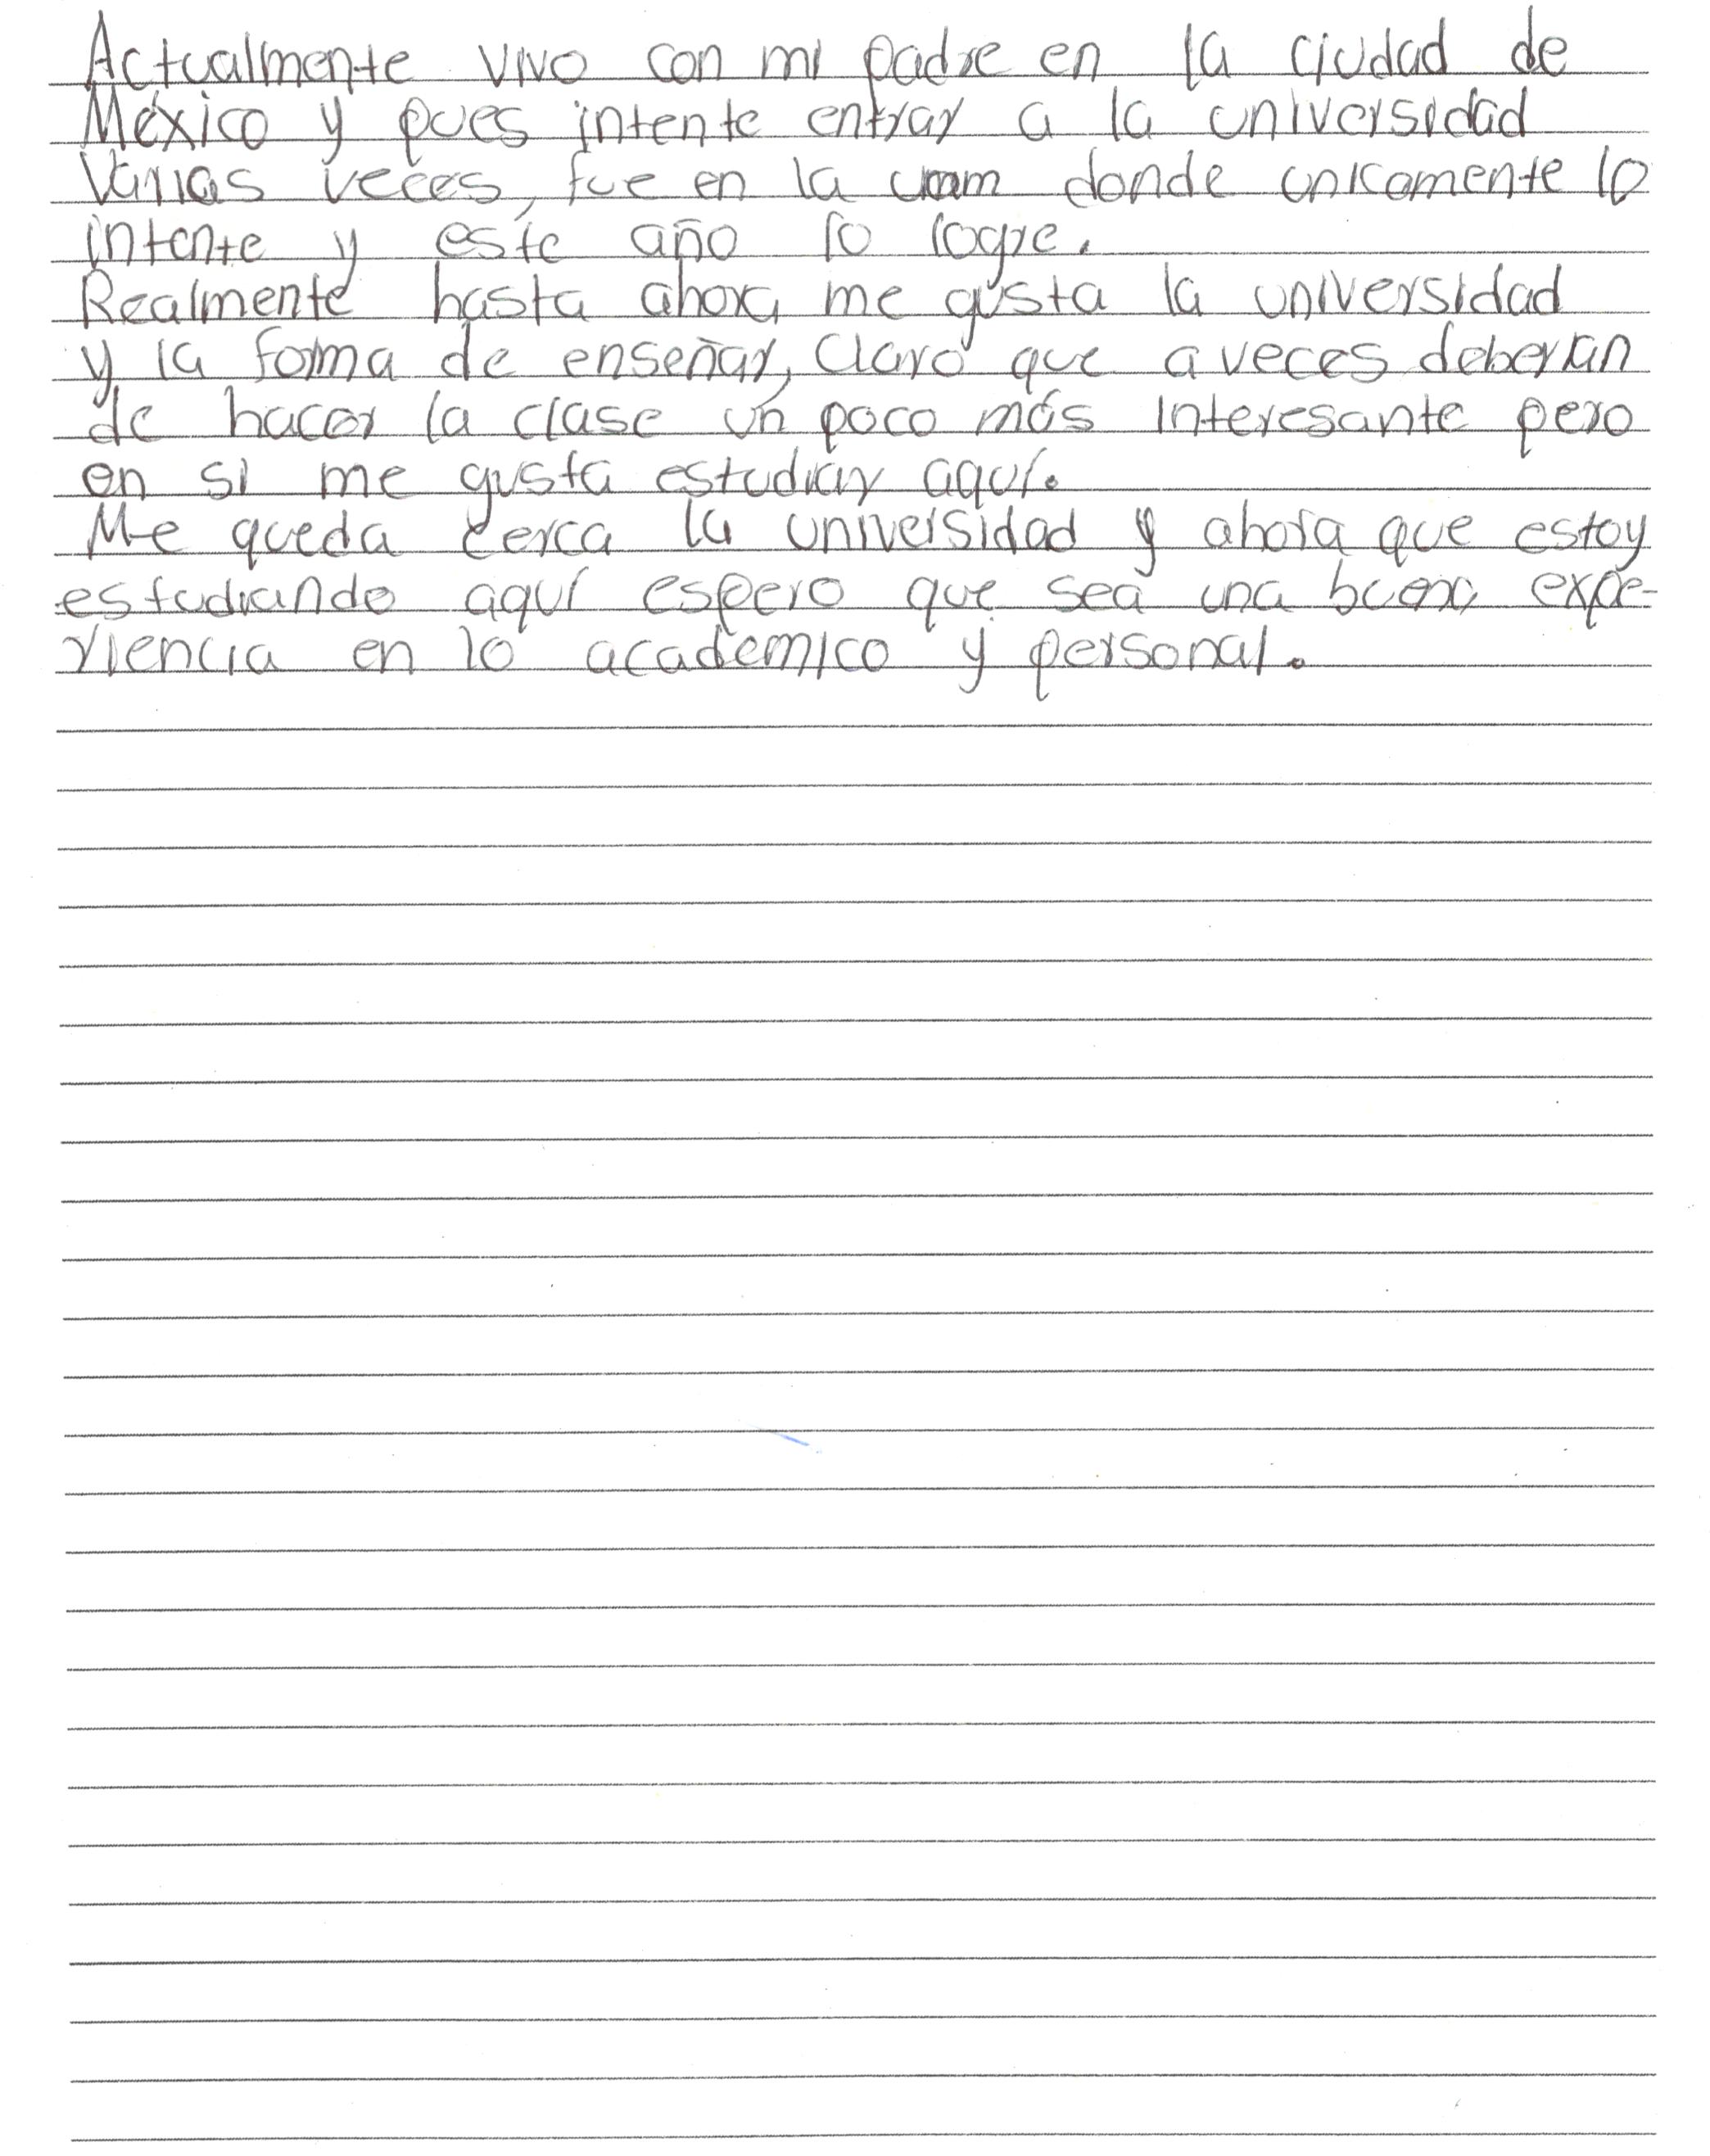 Actualmente vivo con mi padre en la ciudad de
México y pues intente entrar a la universidad
varias veces, fue en la unam donde unicamente lo
intente y este año lo logre.
Realmente hasta ahora me gusta la universidad
y la forma de enseñar, claro que a veces deberian
de hacer la clase un poco más interesante pero
en si me gusta estudiar aquí.
Me queda cerca la universidad y ahora que estoy
estudiando aquí espero que sea una buena expe-
riencia en lo academico y personal.